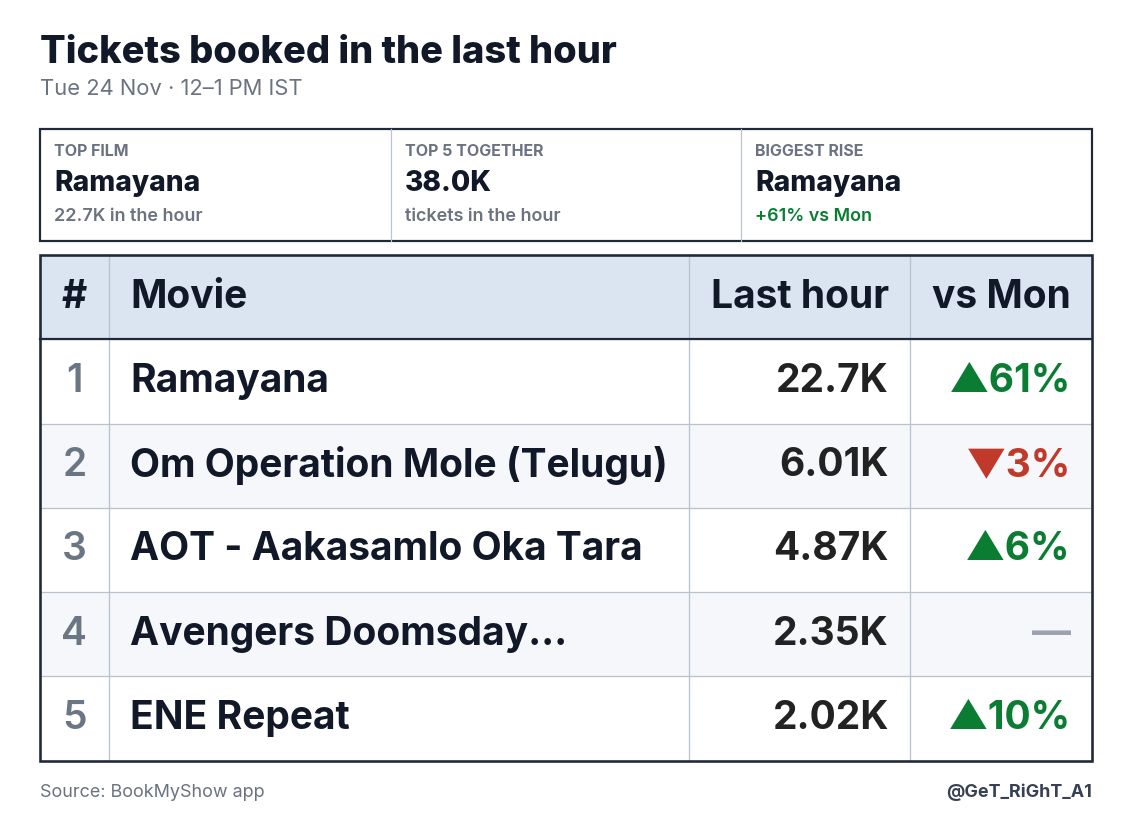 Tickets booked in the last hour
Tue 24 Nov · 12–1 PM IST
TOP FILM
Ramayana
22.7K in the hour
TOP 5 TOGETHER
38.0K
tickets in the hour
BIGGEST RISE
Ramayana
+61% vs Mon
# Movie Last hour vs Mon
1 Ramayana 22.7K ▲61%
2 Om Operation Mole (Telugu) 6.01K ▼3%
3 AOT - Aakasamlo Oka Tara 4.87K ▲6%
4 Avengers Doomsday... 2.35K —
5 ENE Repeat 2.02K ▲10%
Source: BookMyShow app
@GeT_RiGhT_A1